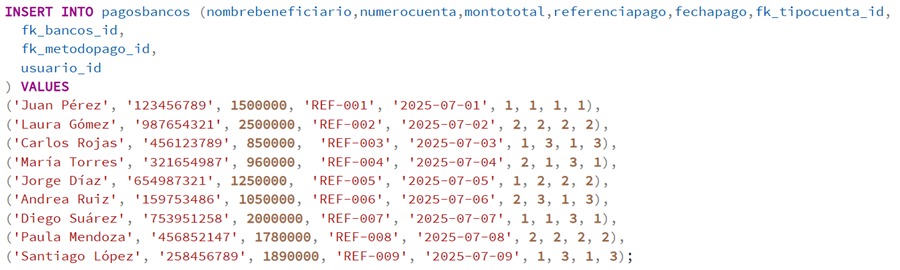 INSERT INTO pagosbancos (nombrebeneficiario,numerocuenta,montototal,referenciapago,fechapago,fk_tipocuenta_id,
  fk_bancos_id,
  fk_metodopago_id,
  usuario_id
) VALUES
('Juan Pérez', '123456789', 1500000, 'REF-001', '2025-07-01', 1, 1, 1, 1),
('Laura Gómez', '987654321', 2500000, 'REF-002', '2025-07-02', 2, 2, 2, 2),
('Carlos Rojas', '456123789', 850000,  'REF-003', '2025-07-03', 1, 3, 1, 3),
('María Torres', '321654987', 960000,  'REF-004', '2025-07-04', 2, 1, 3, 1),
('Jorge Díaz', '654987321', 1250000,  'REF-005', '2025-07-05', 1, 2, 2, 2),
('Andrea Ruiz', '159753486', 1050000, 'REF-006', '2025-07-06', 2, 3, 1, 3),
('Diego Suárez', '753951258', 2000000, 'REF-007', '2025-07-07', 1, 1, 3, 1),
('Paula Mendoza', '456852147', 1780000, 'REF-008', '2025-07-08', 2, 2, 2, 2),
('Santiago López', '258456789', 1890000, 'REF-009', '2025-07-09', 1, 3, 1, 3);